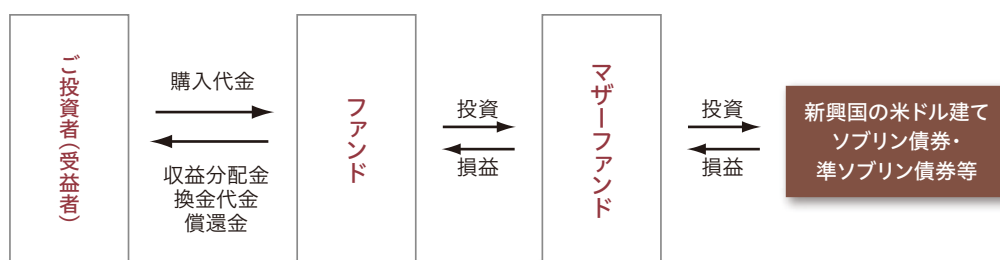 ご投資者(受益者)
購入代金
収益分配金
換金代金
償還金
ファンド
投資
損益
マザーファンド
投資
損益
新興国の米ドル建て
ソブリン債券・
準ソブリン債券等